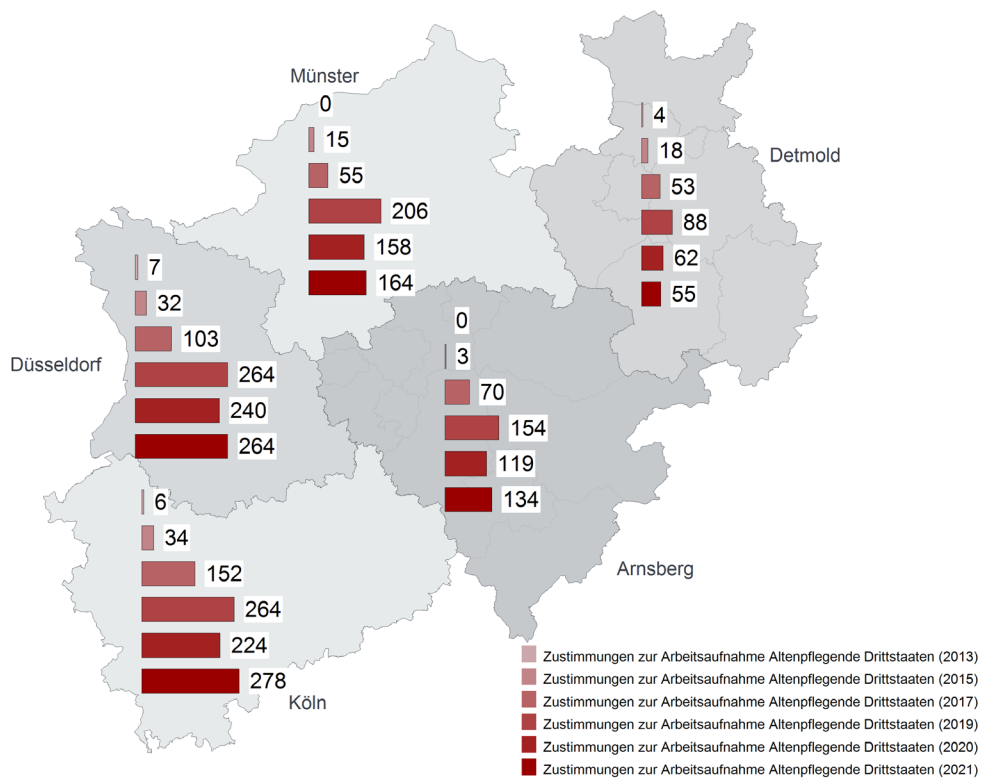 Münster
0
15
55
206
158
164
Detmold
4
18
53
88
62
55
Düsseldorf
7
32
103
264
240
264
0
3
70
154
119
134
Arnsberg
6
34
152
264
224
278
Köln
Zustimmungen zur Arbeitsaufnahme Altenpflegende Drittstaaten (2013)
Zustimmungen zur Arbeitsaufnahme Altenpflegende Drittstaaten (2015)
Zustimmungen zur Arbeitsaufnahme Altenpflegende Drittstaaten (2017)
Zustimmungen zur Arbeitsaufnahme Altenpflegende Drittstaaten (2019)
Zustimmungen zur Arbeitsaufnahme Altenpflegende Drittstaaten (2020)
Zustimmungen zur Arbeitsaufnahme Altenpflegende Drittstaaten (2021)